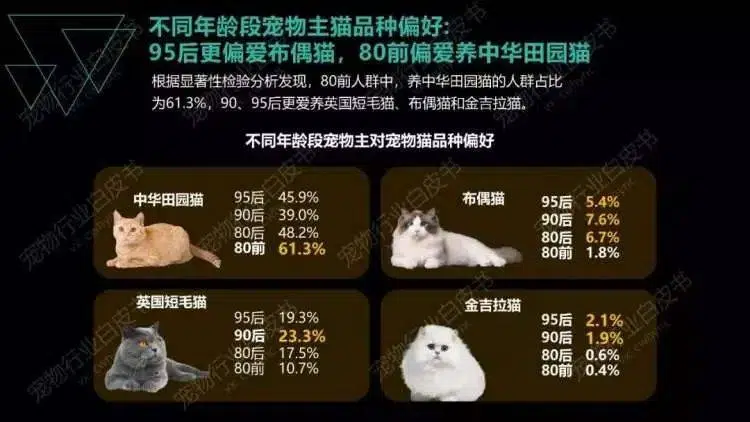 不同年龄段宠物主猫品种偏好:
95后更偏爱布偶猫，80前偏爱养中华田园猫
根据显著性检验分析发现，80前人群中，养中华田园猫的人群占比
为61.3%，90、95后更爱养英国短毛猫、布偶猫和金吉拉猫。
不同年龄段宠物主对宠物猫品种偏好
中华田园猫
95后 45.9%
90后 39.0%
80后 48.2%
80前 61.3%
布偶猫
95后 5.4%
90后 7.6%
80后 6.7%
80前 1.8%
英国短毛猫
95后 19.3%
90后 23.3%
80后 17.5%
80前 10.7%
金吉拉猫
95后 2.1%
90后 1.9%
80后 0.6%
80前 0.4%
宠物行业白皮书